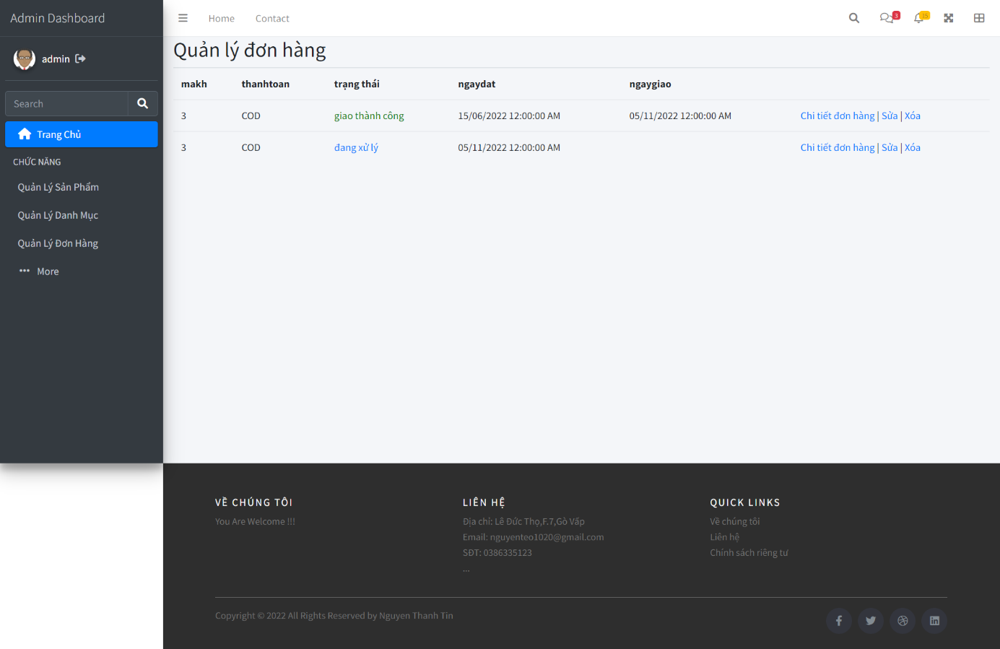 Admin Dashboard
Home Contact
3
15
admin
Search
Trang Chủ
CHỨC NĂNG
Quản Lý Sản Phẩm
Quản Lý Danh Mục
Quản Lý Đơn Hàng
More
Quản lý đơn hàng
makh thanhtoan trạng thái ngaydat ngaygiao
3 COD giao thành công 15/06/2022 12:00:00 AM 05/11/2022 12:00:00 AM Chi tiết đơn hàng | Sửa | Xóa
3 COD đang xử lý 05/11/2022 12:00:00 AM Chi tiết đơn hàng | Sửa | Xóa
VỀ CHÚNG TÔI
You Are Welcome !!!
LIÊN HỆ
Địa chỉ: Lê Đức Thọ,F.7,Gò Vấp
Email: nguyenteo1020@gmail.com
SĐT: 0386335123
...
QUICK LINKS
Về chúng tôi
Liên hệ
Chính sách riêng tư
Copyright © 2022 All Rights Reserved by Nguyen Thanh Tin